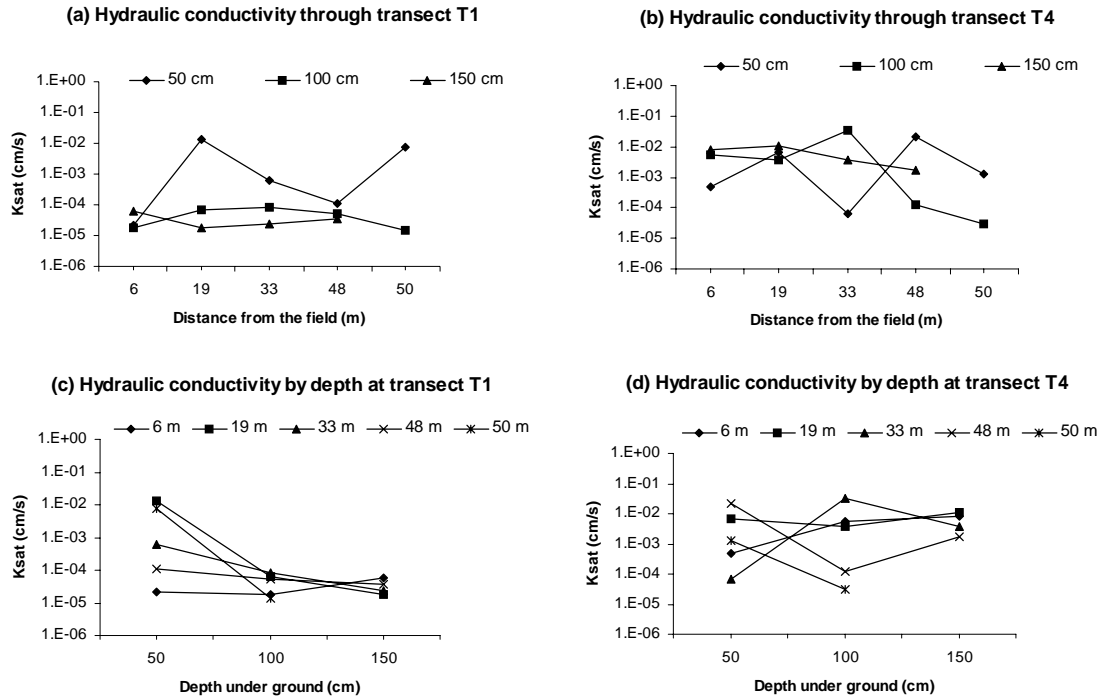 (a) Hydraulic conductivity through transect T1
50 cm 100 cm 150 cm
1.E+00
1.E-01
1.E-02
1.E-03
1.E-04
1.E-05
1.E-06
Ksat (cm/s)
6 19 33 48 50
Distance from the field (m)
(b) Hydraulic conductivity through transect T4
50 cm 100 cm 150 cm
1.E+00
1.E-01
1.E-02
1.E-03
1.E-04
1.E-05
1.E-06
Ksat (cm/s)
6 19 33 48 50
Distance from the field (m)
(c) Hydraulic conductivity by depth at transect T1
6 m 19 m 33 m 48 m 50 m
1.E+00
1.E-01
1.E-02
1.E-03
1.E-04
1.E-05
1.E-06
Ksat (cm/s)
50 100 150
Depth under ground (cm)
(d) Hydraulic conductivity by depth at transect T4
6 m 19 m 33 m 48 m 50 m
1.E+00
1.E-01
1.E-02
1.E-03
1.E-04
1.E-05
1.E-06
Ksat (cm/s)
50 100 150
Depth under ground (cm)